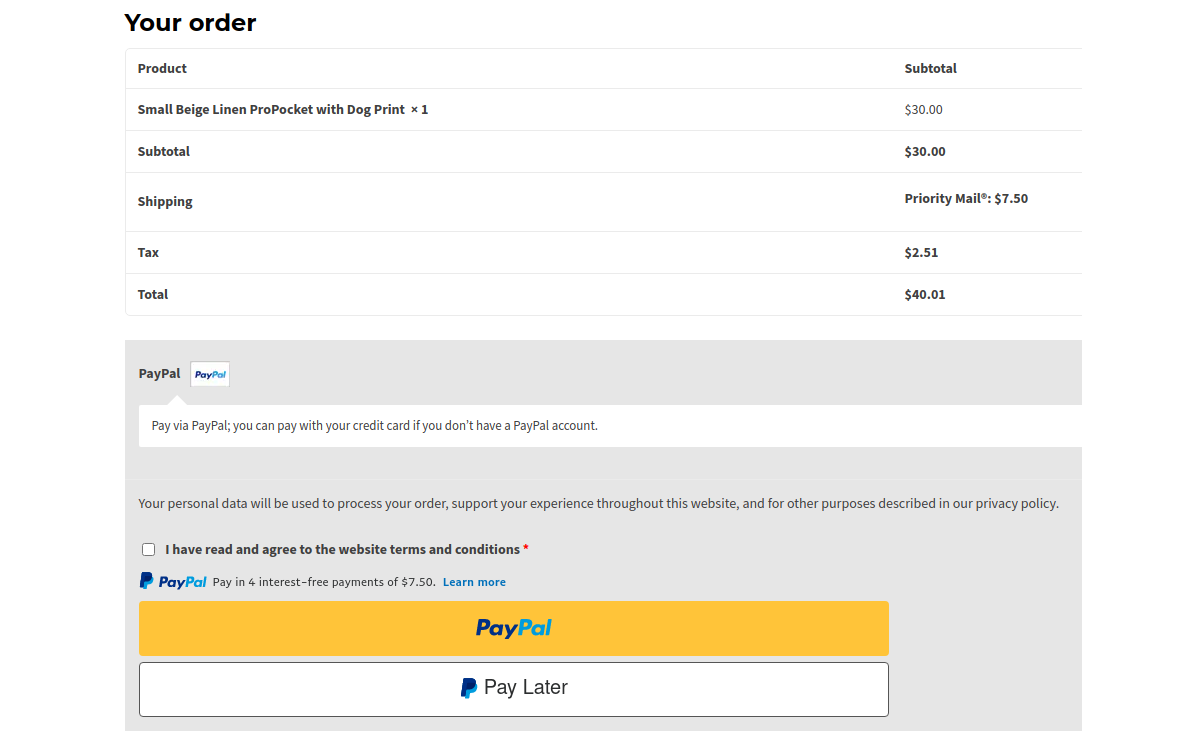 Your order
Product Subtotal
Small Beige Linen ProPocket with Dog Print × 1 $30.00
Subtotal $30.00
Shipping Priority Mail®: $7.50
Tax $2.51
Total $40.01
PayPal PayPal
Pay via PayPal; you can pay with your credit card if you don’t have a PayPal account.
Your personal data will be used to process your order, support your experience throughout this website, and for other purposes described in our privacy policy.
I have read and agree to the website terms and conditions *
PayPal Pay in 4 interest-free payments of $7.50. Learn more
PayPal
Pay Later